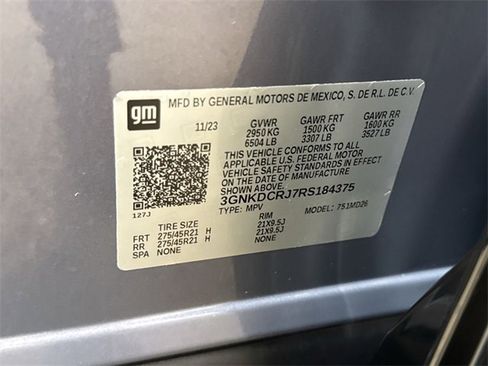 gm
MFD BY GENERAL MOTORS DE MEXICO, S. DE R.L. DE C.V.
11/23 GVWR GAWR FRT GAWR RR
2950 KG 1500 KG 1600 KG
6504 LB 3307 LB 3527 LB
THIS VEHICLE CONFORMS TO ALL
APPLICABLE U.S. FEDERAL MOTOR
VEHICLE SAFETY STANDARDS IN EFFECT
ON THE DATE OF MANUFACTURE
SHOWN ABOVE.
3GNKDCRJ7RS184375
127J TYPE: MPV MODEL: 751MD26
TIRE SIZE RIM
FRT 275/45R21 H 21X9.5J
RR 275/45R21 H 21X9.5J
SPA NONE NONE